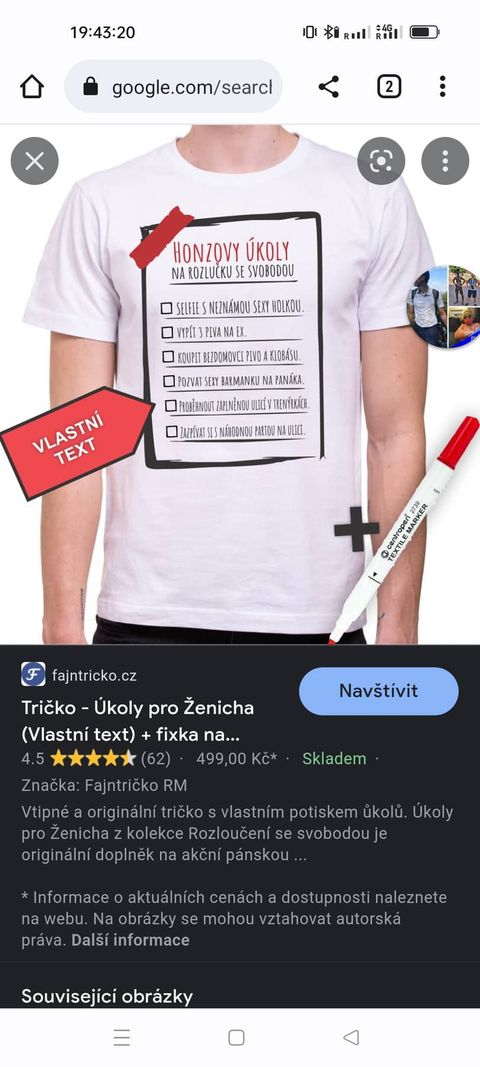 19:43:20
4G
R
R
google.com/search
2
HONZOVY ÚKOLY
NA ROZLUČKU SE SVOBODOU
SELFIE S NEZNÁMOU SEXY HOLKOU.
VYPÍT 3 PIVA NA EX.
KOUPIT BEZDOMOVCI PIVO A KLOBÁSU.
POZVAT SEXY BARMANKU NA PANÁKA.
PROBĚHNOUT ZAPLNĚNOU ULICÍ V TRENÝRKÁCH.
ZAZPÍVAT SI S NÁHODNOU PARTOU NA ULICI.
VLASTNÍ
TEXT
centropen 2739
TEXTILE MARKER
F fajntricko.cz
Navštívit
Tričko - Úkoly pro Ženicha
(Vlastní text) + fixka na...
4.5 (62) · 499,00 Kč* · Skladem ·
Značka: Fajntričko RM
Vtipné a originální tričko s vlastním potiskem ůkolů. Úkoly
pro Ženicha z kolekce Rozloučení se svobodou je
originální doplněk na akční pánskou ...
* Informace o aktuálních cenách a dostupnosti naleznete
na webu. Na obrázky se mohou vztahovat autorská
práva. Další informace
Související obrázky